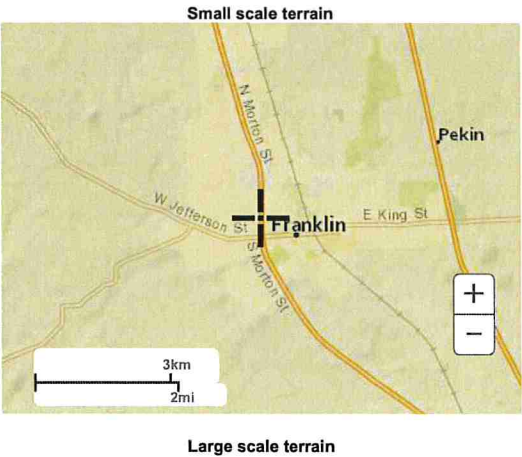 Small scale terrain
N Morton St
Pekin
W Jefferson St
Franklin
E King St
S Morton St
+
−
3km
2mi
Large scale terrain